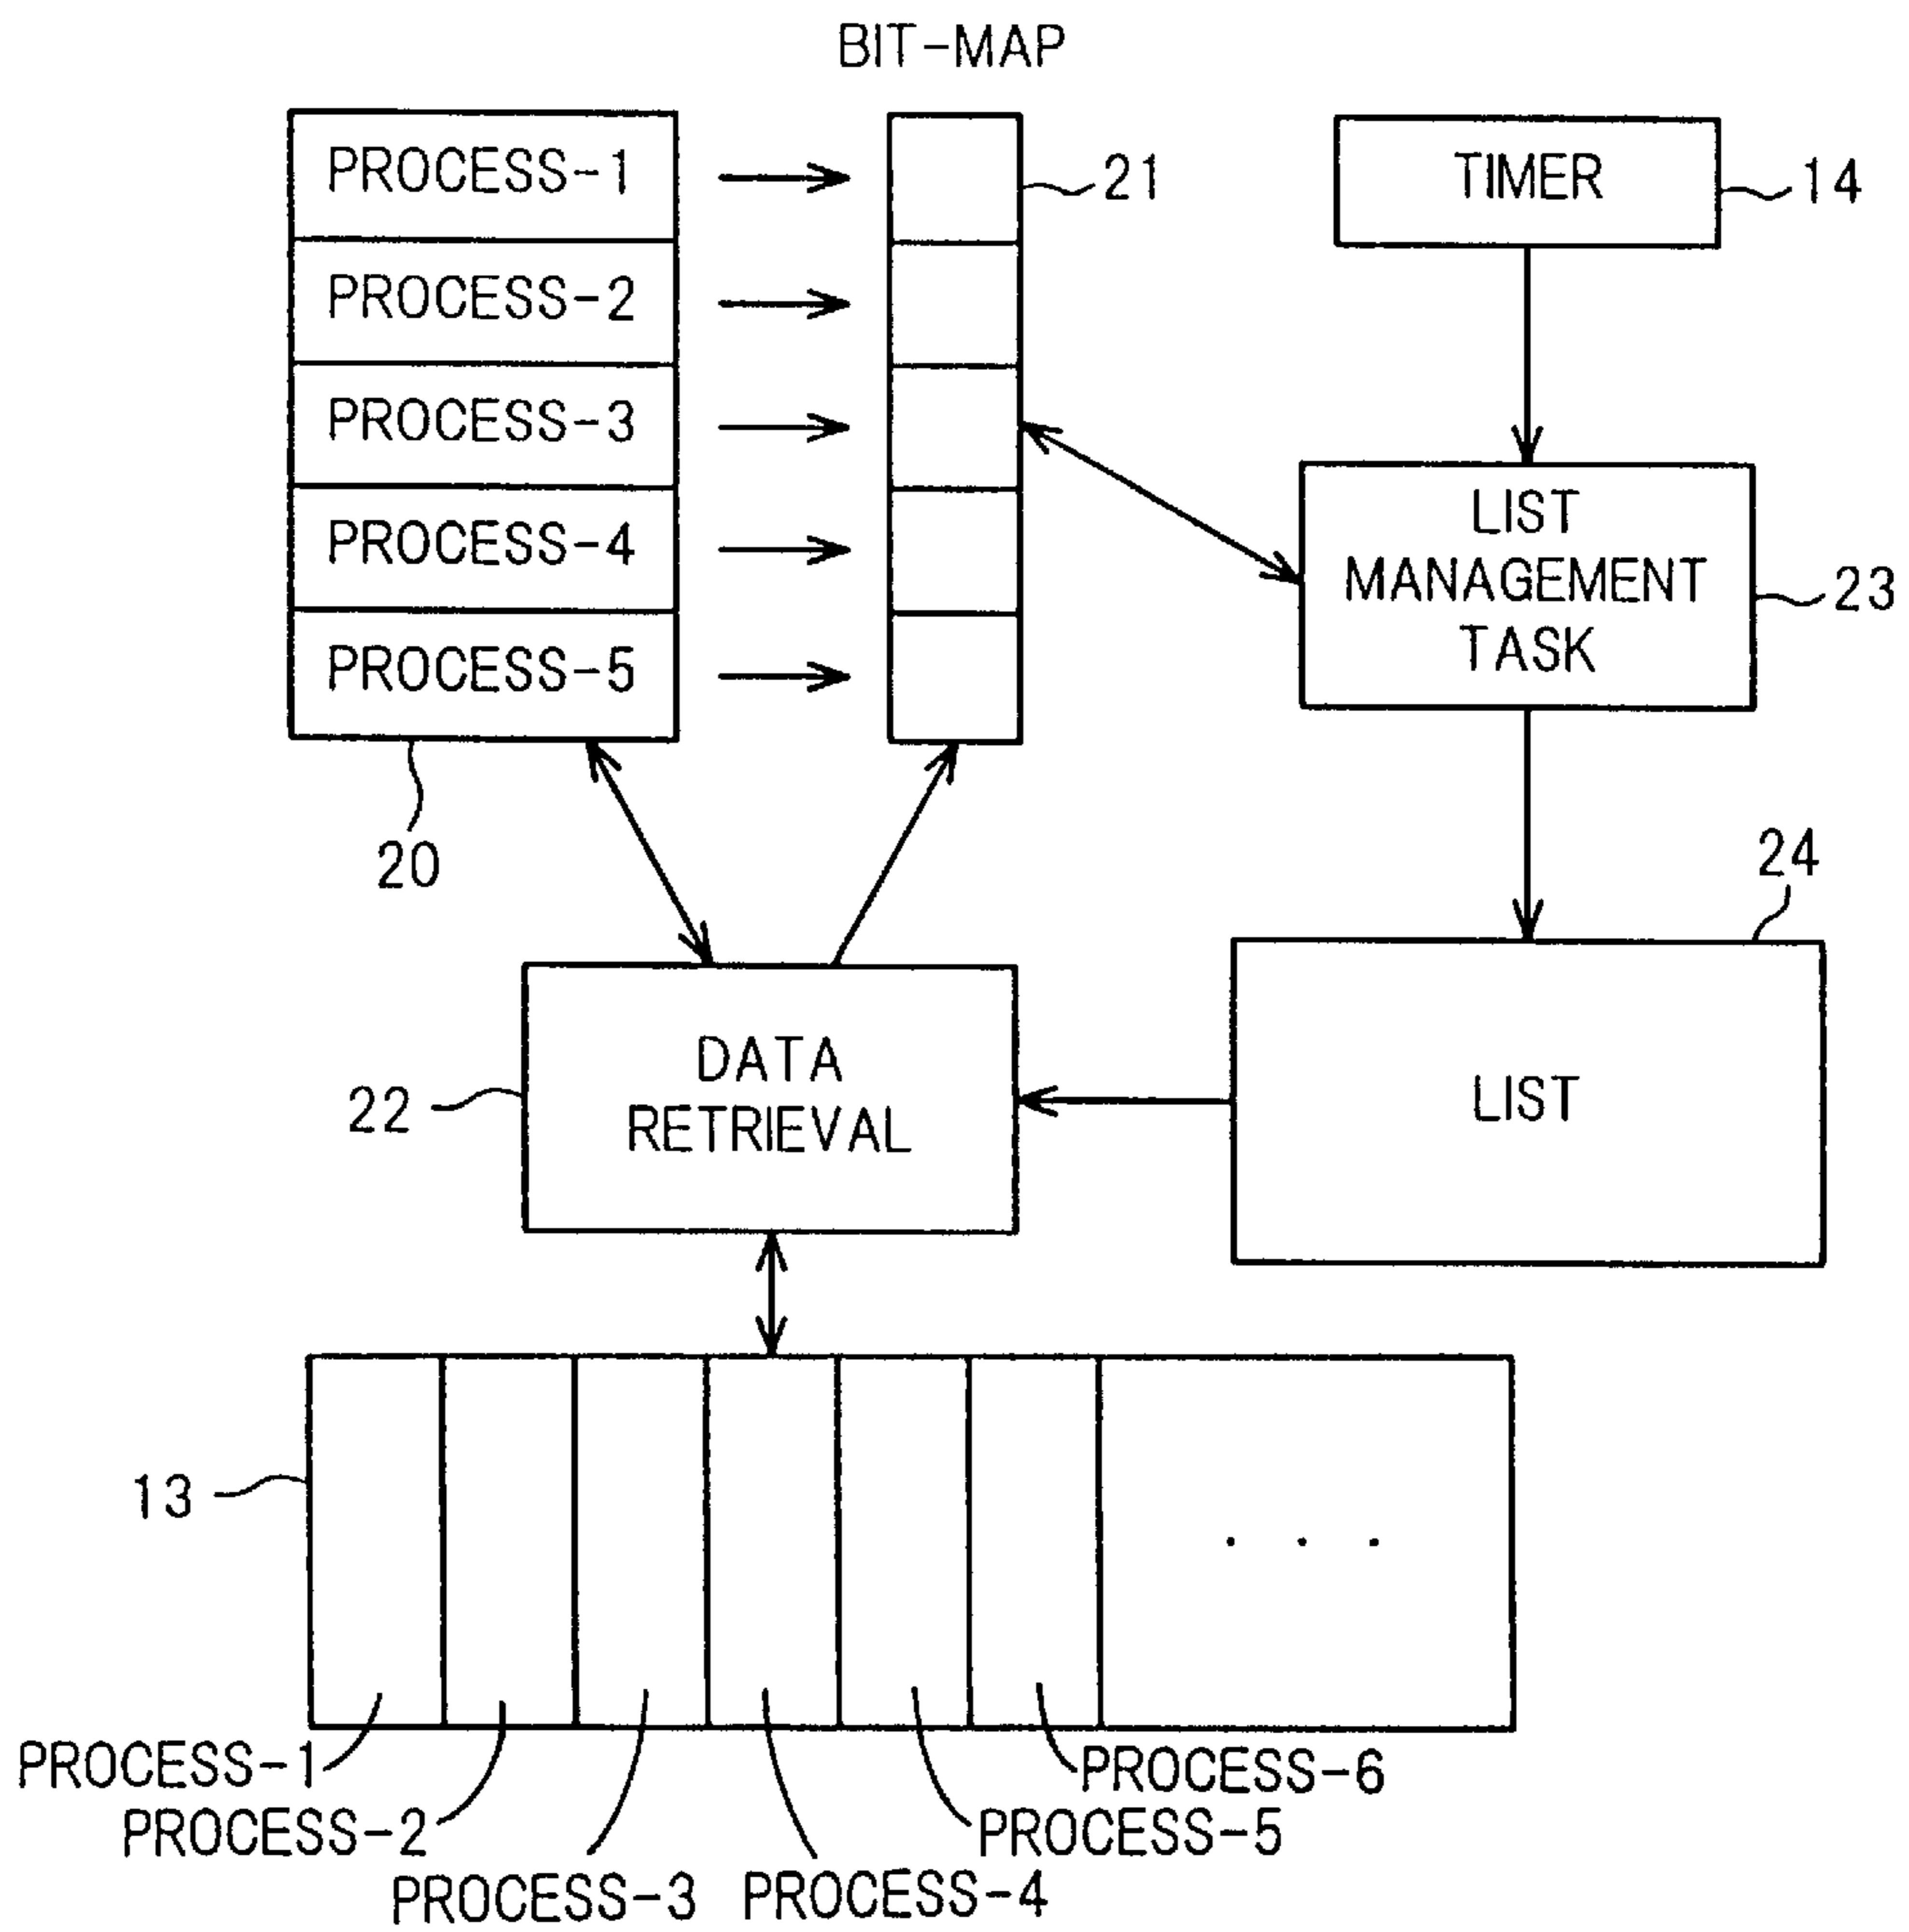 BIT-MAP
PROCESS-1
21
TIMER
14
PROCESS-2
PROCESS-3
PROCESS-4
PROCESS-5
LIST
MANAGEMENT
TASK
23
20
24
DATA
RETRIEVAL
22
LIST
13
. . .
PROCESS-1
PROCESS-2
PROCESS-3
PROCESS-4
PROCESS-5
PROCESS-6